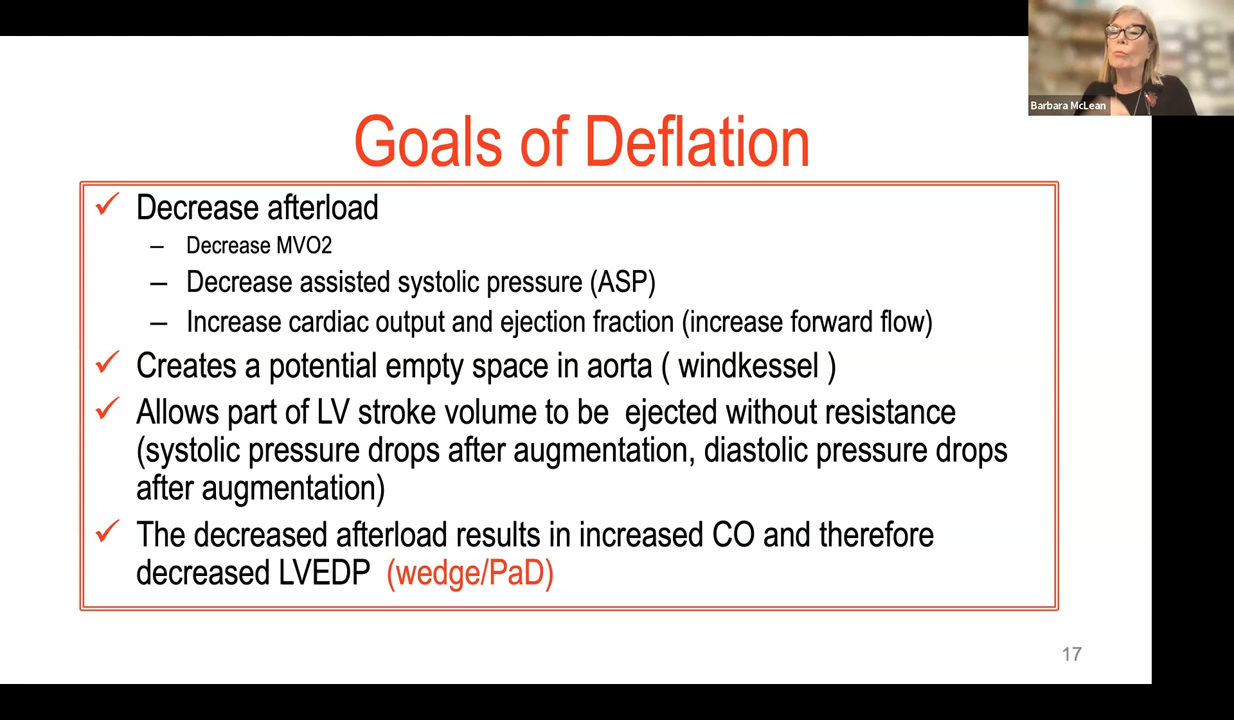 Barbara McLean
Goals of Deflation
✓ Decrease afterload
– Decrease MVO2
– Decrease assisted systolic pressure (ASP)
– Increase cardiac output and ejection fraction (increase forward flow)
✓ Creates a potential empty space in aorta ( windkessel )
✓ Allows part of LV stroke volume to be ejected without resistance
(systolic pressure drops after augmentation, diastolic pressure drops
after augmentation)
✓ The decreased afterload results in increased CO and therefore
decreased LVEDP (wedge/PaD)
17